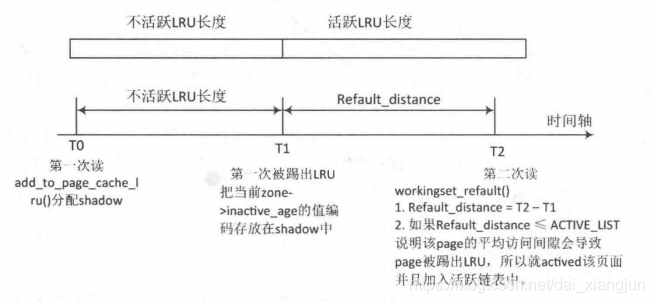 不活跃LRU长度 活跃LRU长度
不活跃LRU长度 Refault_distance
时间轴
T0 T1 T2
第一次读
add_to_page_cache_l
ru()分配shadow
第一次被踢出LRU
把当前zone-
>inactive_age的值编
码存放在shadow中
第二次读
workingset_refault()
1. Refault_distance = T2 – T1
2. 如果Refault_distance ⩽ ACTIVE_LIST
说明该page的平均访问间隙会导致
page被踢出LRU，所以就actived该页面
并且加入活跃链表中。
https://blog.csdn.net/dai_xiangjun